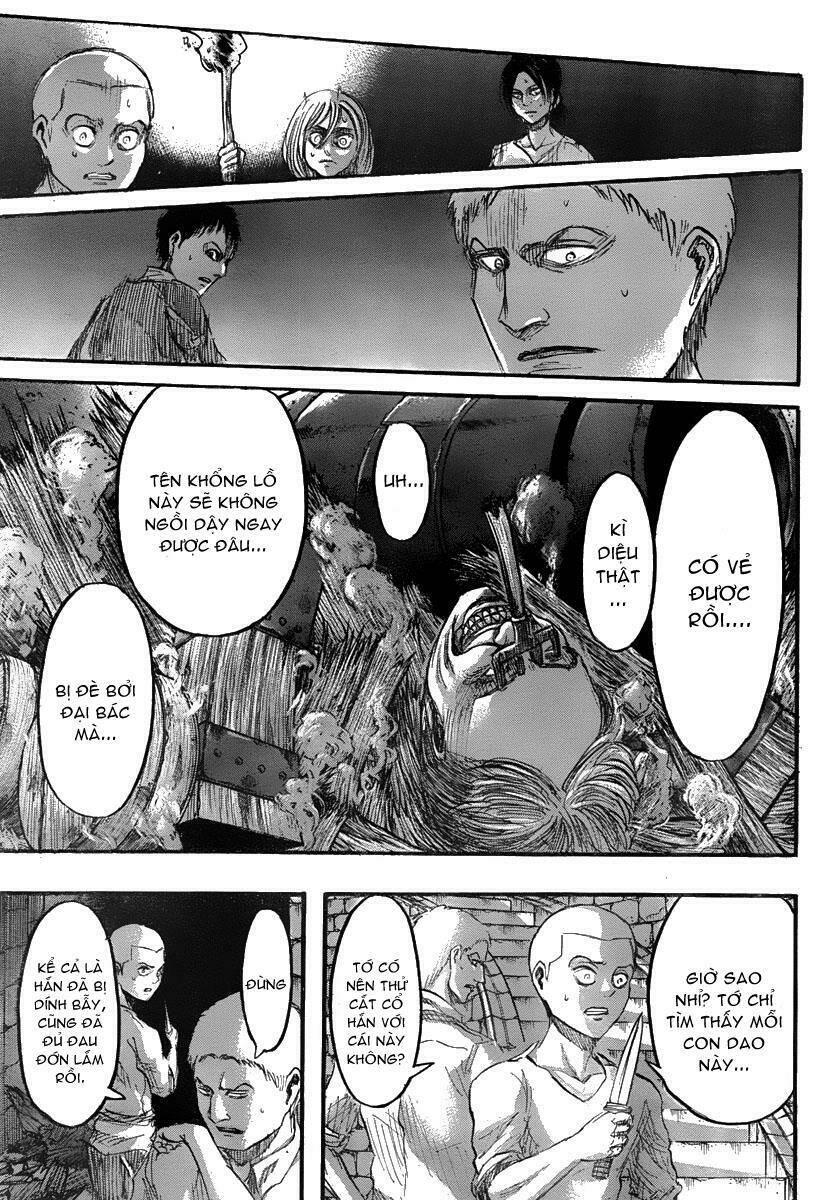 CÓ VẺ
ĐƯỢC
RỒI....
KÌ
DIỆU
THẬT
...
UH...
TÊN KHỔNG LỒ
NÀY SẼ KHÔNG
NGỒI DẬY NGAY
ĐƯỢC ĐÂU...
BỊ ĐÈ BỞI
ĐẠI BÁC
MÀ...
GIỜ SAO
NHỈ? TỚ CHỈ
TÌM THẤY MỖI
CON DAO
NÀY...
TỚ CÓ
NÊN THỬ
CẮT CỔ
HẮN VỚI
CÁI NÀY
KHÔNG?
ĐỪNG
KỂ CẢ LÀ
HẮN ĐÃ BỊ
DÍNH BẪY,
CŨNG ĐÃ
ĐỦ ĐAU
ĐỚN LẮM
RỒI.